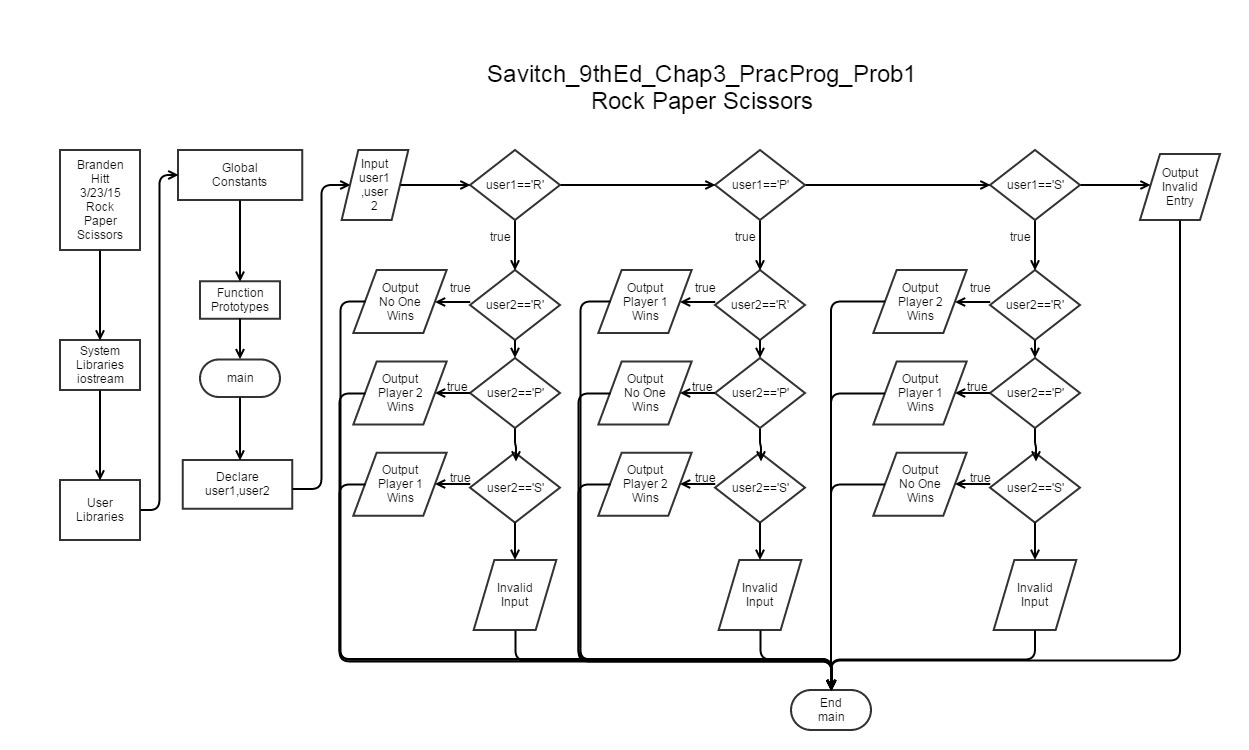 Savitch_9thEd_Chap3_PracProg_Prob1
Rock Paper Scissors
Branden
Hitt
3/23/15
Rock
Paper
Scissors
System
Libraries
iostream
User
Libraries
Global
Constants
Function
Prototypes
main
Declare
user1,user2
Input
user1
,user
2
user1=='R'
true
user2=='R'
true
Output
No One
Wins
user2=='P'
true
Output
Player 2
Wins
user2=='S'
true
Output
Player 1
Wins
Invalid
Input
user1=='P'
true
user2=='R'
true
Output
Player 1
Wins
user2=='P'
true
Output
No One
Wins
user2=='S'
true
Output
Player 2
Wins
Invalid
Input
user1=='S'
true
user2=='R'
true
Output
Player 2
Wins
user2=='P'
true
Output
Player 1
Wins
user2=='S'
true
Output
No One
Wins
Invalid
Input
Output
Invalid
Entry
End
main